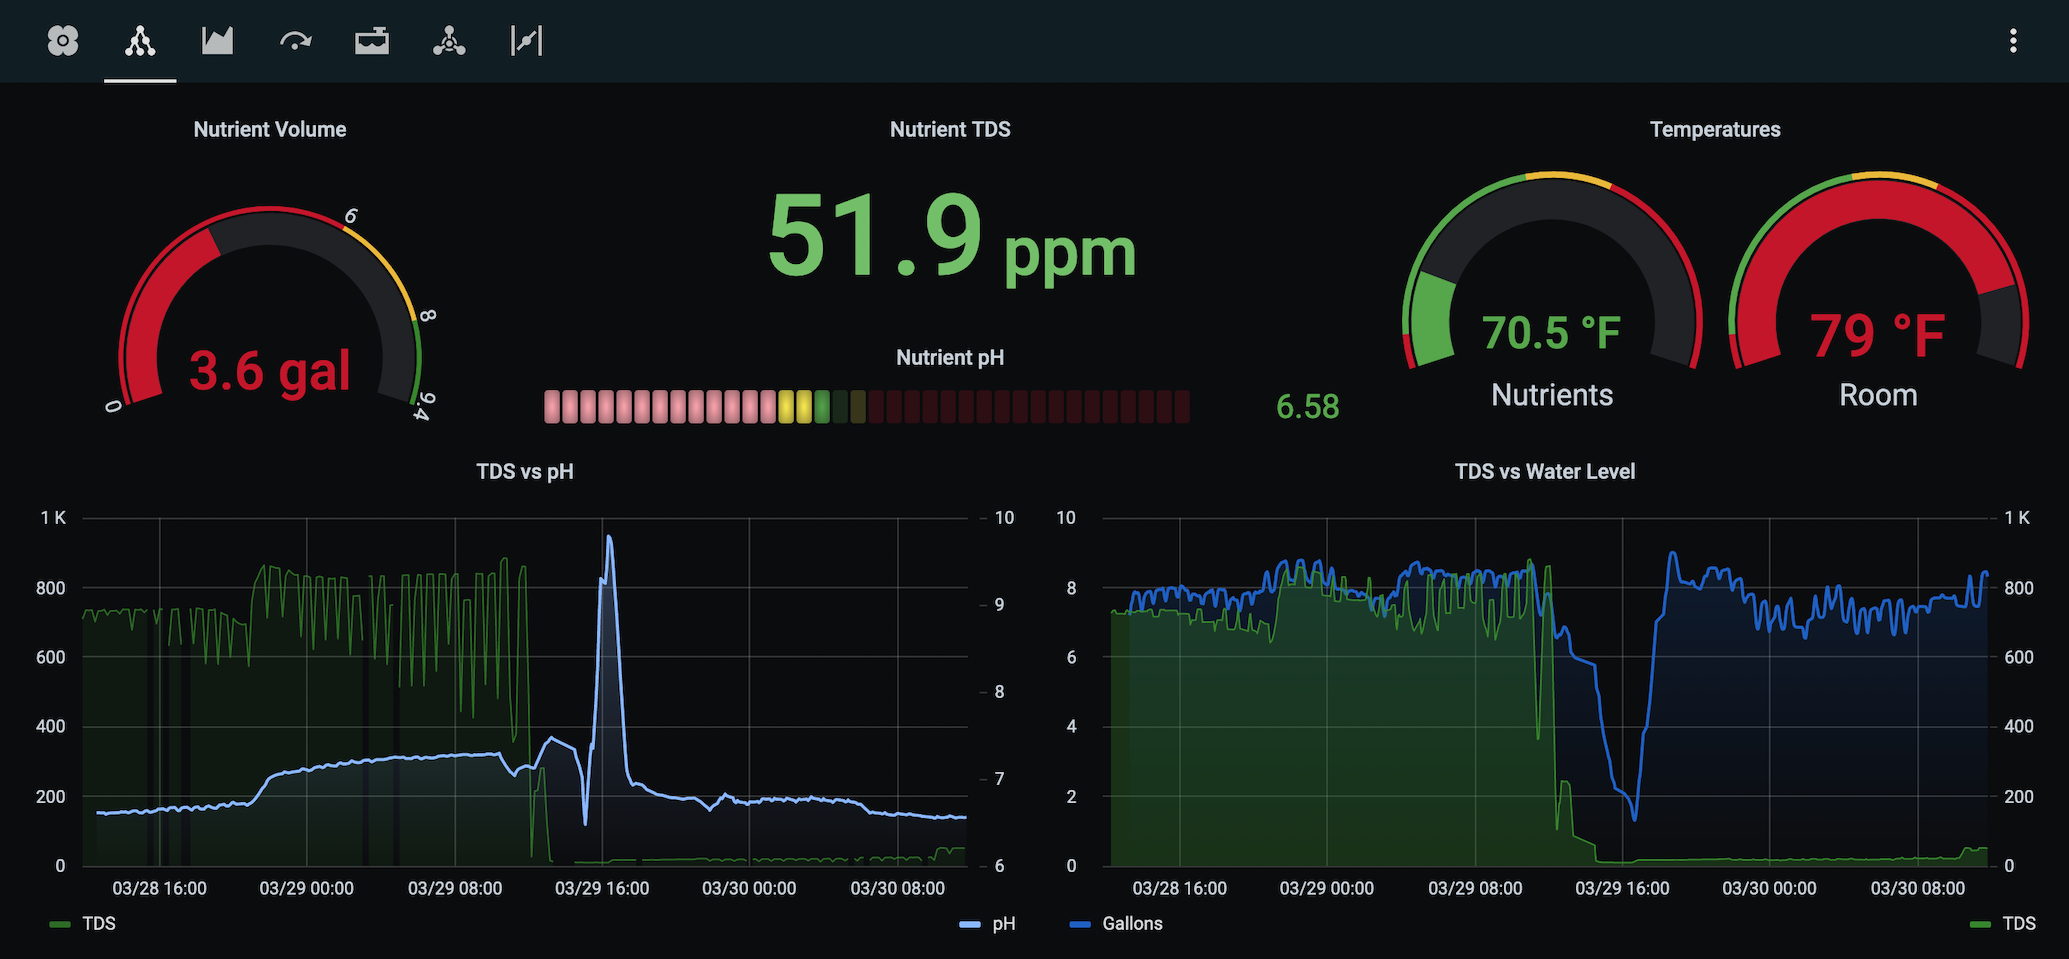 Nutrient Volume
Nutrient TDS
Temperatures
0
6
8
9.4
3.6 gal
51.9 ppm
70.5 °F
Nutrients
79 °F
Room
Nutrient pH
6.58
TDS vs pH
1 K
800
600
400
200
0
10
9
8
7
6
03/28 16:00
03/29 00:00
03/29 08:00
03/29 16:00
03/30 00:00
03/30 08:00
TDS
pH
TDS vs Water Level
10
8
6
4
2
0
1 K
800
600
400
200
0
03/28 16:00
03/29 00:00
03/29 08:00
03/29 16:00
03/30 00:00
03/30 08:00
Gallons
TDS